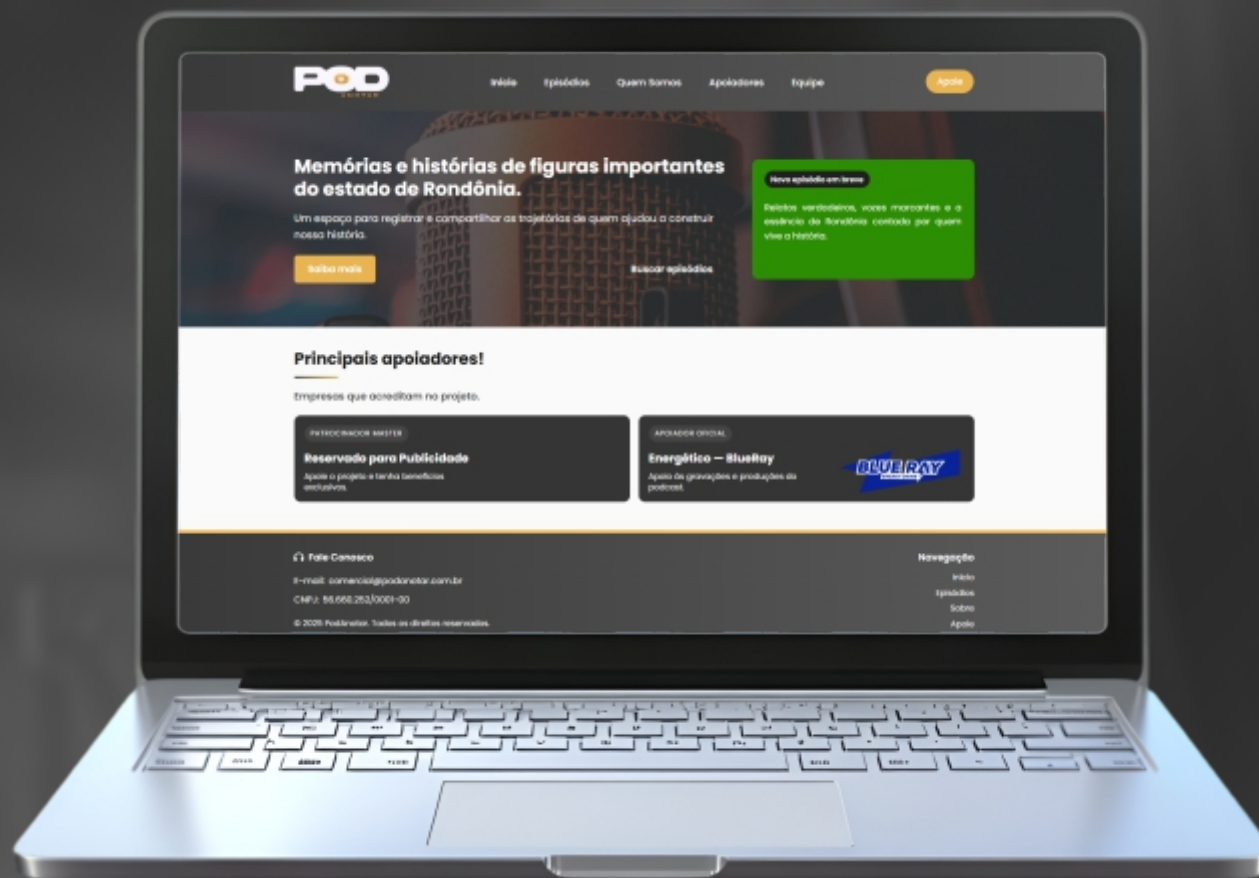 POD
ANOTAR
Início Episódios Quem Somos Apoiadores Equipe
Apoie
Memórias e histórias de figuras importantes
do estado de Rondônia.
Um espaço para registrar e compartilhar as trajetórias de quem ajudou a construir
nossa história.
Saiba mais
Buscar episódios
Novo episódio em breve
Relatos verdadeiros, vozes marcantes e a
essência de Rondônia contada por quem
vive a história.
Principais apoiadores!
Empresas que acreditam no projeto.
PATROCINADOR MASTER
Reservado para Publicidade
Apoie o projeto e tenha benefícios
exclusivos.
APOIADOR OFICIAL
Energético — BlueRay
Apoio às gravações e produções do
podcast.
BLUE RAY
Fale Conosco
E-mail: comercial@podanotar.com.br
CNPJ: 56.660.252/0001-00
© 2025 PodAnotar. Todos os direitos reservados.
Navegação
Início
Episódios
Sobre
Apoio